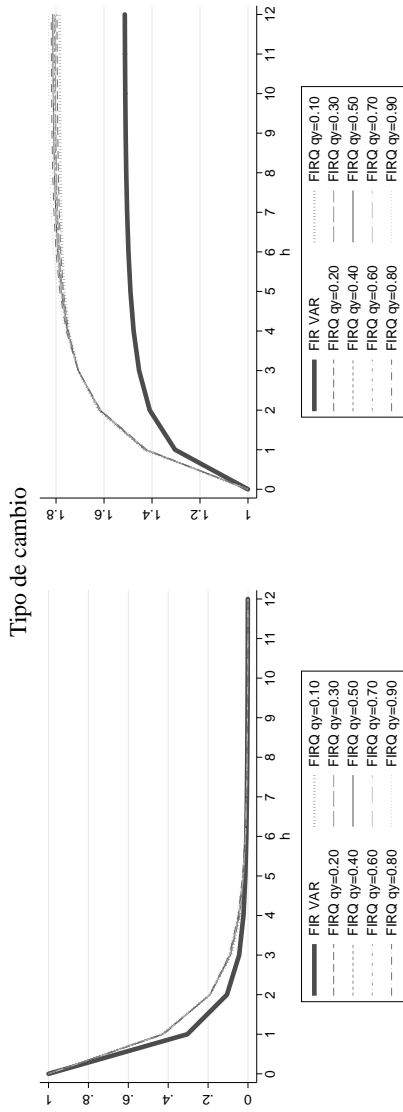 Tipo de cambio
1
.8
.6
.4
.2
0
0 1 2 3 4 5 6 7 8 9 10 11 12
h
FIR VAR FIRQ qy=0.10
FIRQ qy=0.20 FIRQ qy=0.30
FIRQ qy=0.40 FIRQ qy=0.50
FIRQ qy=0.60 FIRQ qy=0.70
FIRQ qy=0.80 FIRQ qy=0.90
1.8
1.6
1.4
1.2
1
0 1 2 3 4 5 6 7 8 9 10 11 12
h
FIR VAR FIRQ qy=0.10
FIRQ qy=0.20 FIRQ qy=0.30
FIRQ qy=0.40 FIRQ qy=0.50
FIRQ qy=0.60 FIRQ qy=0.70
FIRQ qy=0.80 FIRQ qy=0.90